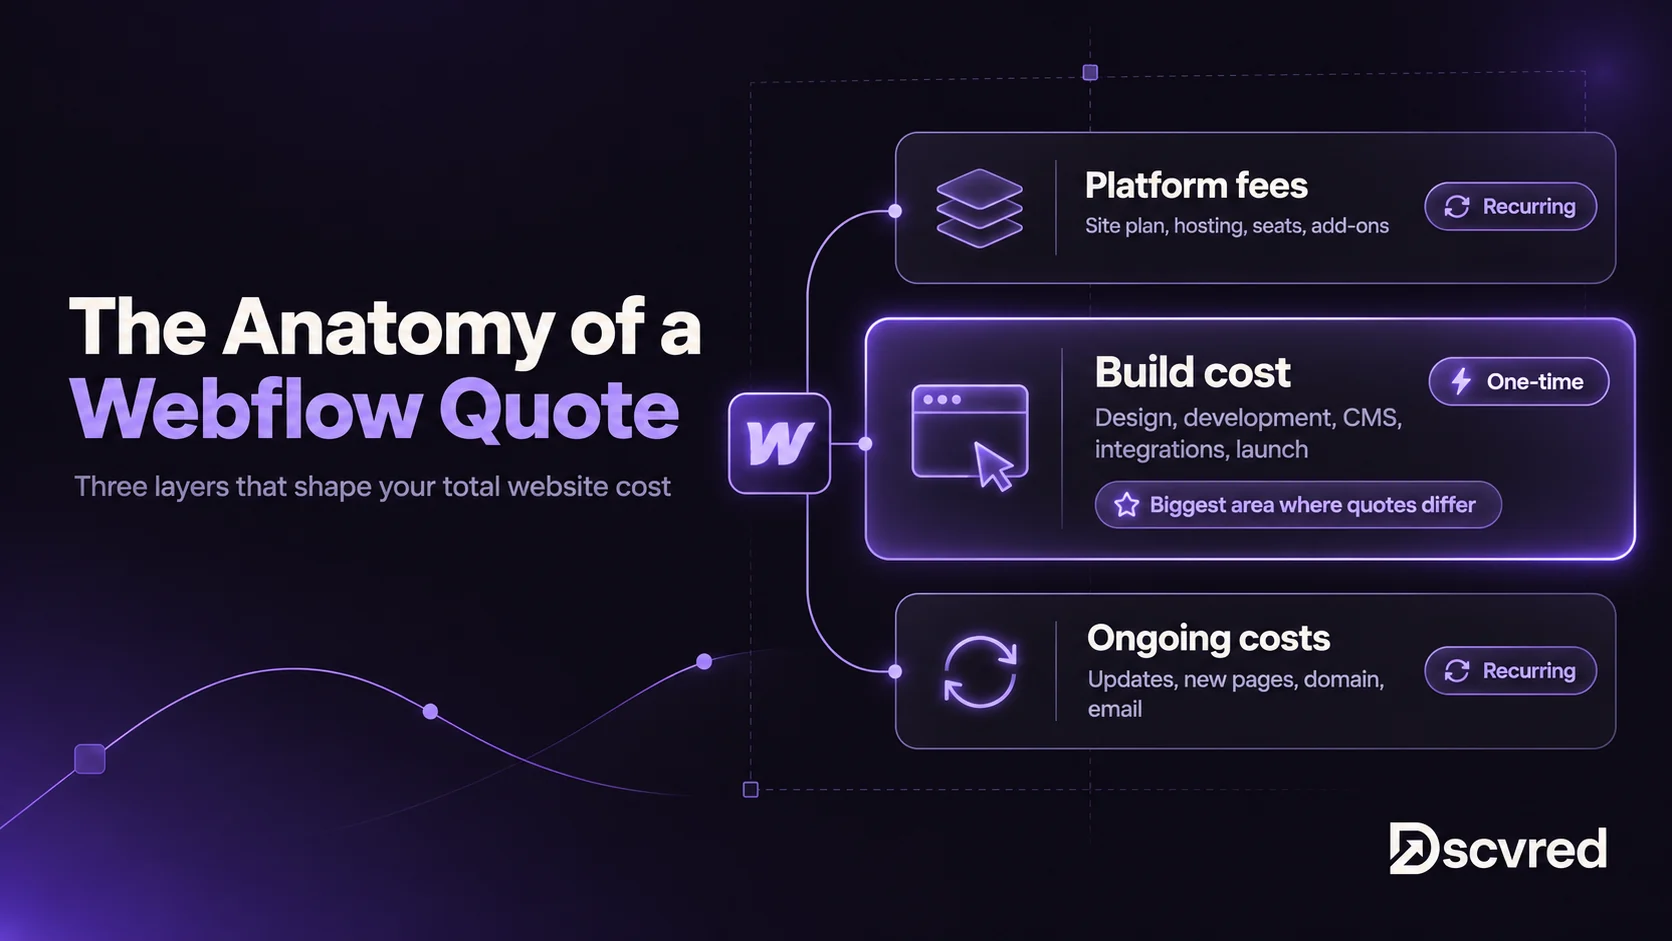 The Anatomy of a
Webflow Quote
Three layers that shape your total website cost
W
Platform fees
Site plan, hosting, seats, add-ons
Recurring
Build cost
One-time
Design, development, CMS,
integrations, launch
Biggest area where quotes differ
Ongoing costs
Updates, new pages, domain,
email
Recurring
Dscvred